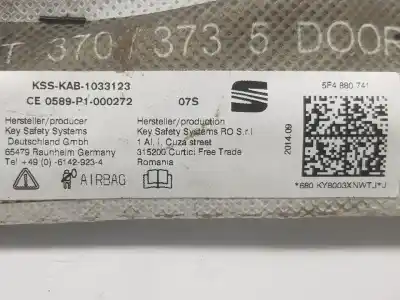 T 370/373 5 DOOR
KSS-KAB-1033123
CE 0589-P1-000272
07S
5F4 880 741
Hersteller/producer
Key Safety Systems
Deutschland GmbH
65479 Raunheim Germany
Tel +49 (0) -6142-923-4
Hersteller/production
Key Safety Systems RO S.r.l
1 Al. I. Cuza street
315200 Curtici Free Trade
Romania
2014.09
AIRBAG
*680 KY8003XNWTJ*J